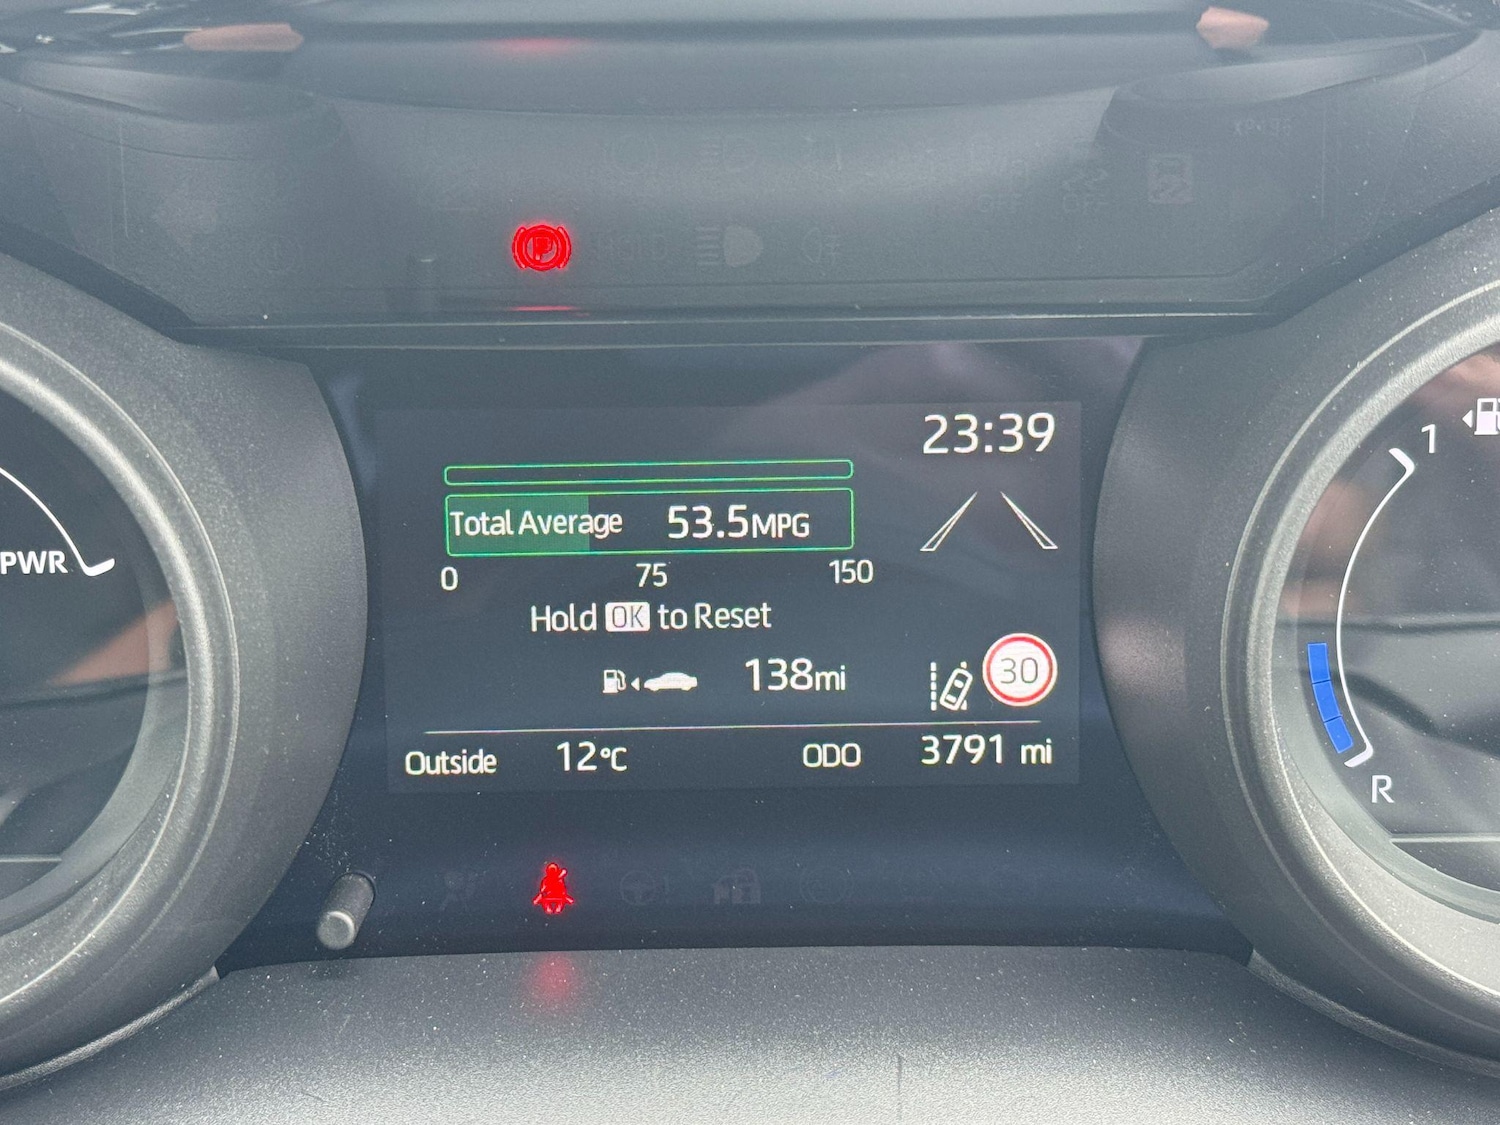 P
23:39
Total Average 53.5MPG
0 75 150
Hold OK to Reset
138mi
30
Outside 12°C ODO 3791 mi
PWR
1
R